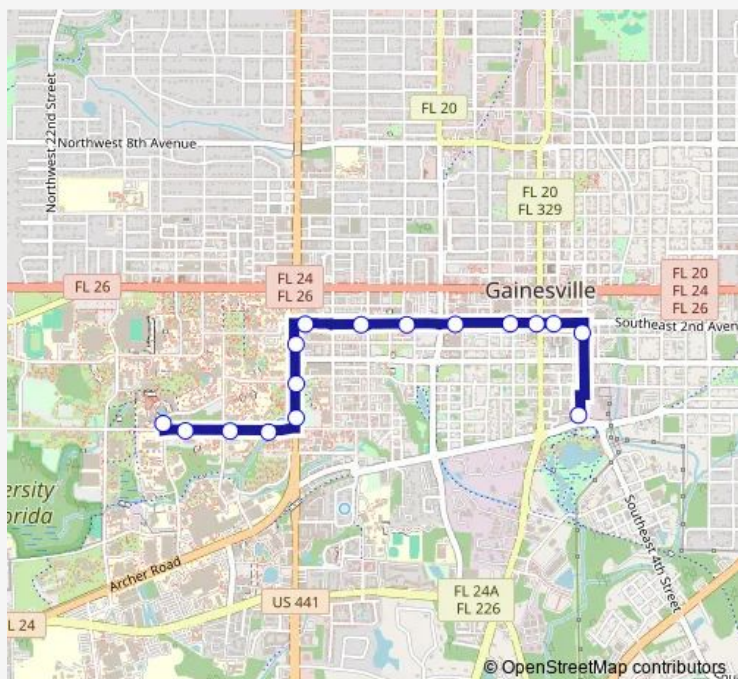 FL 20
Northwest 8th Avenue
Northwest 22nd Street
FL 20
FL 329
FL 26
FL 24
FL 26
Gainesville
FL 20
FL 24
FL 26
Southeast 2nd Aven
ersity
orida
Archer Road
Southeast 4th Street
US 441
FL 24A
FL 226
L 24
© OpenStreetMap contributors